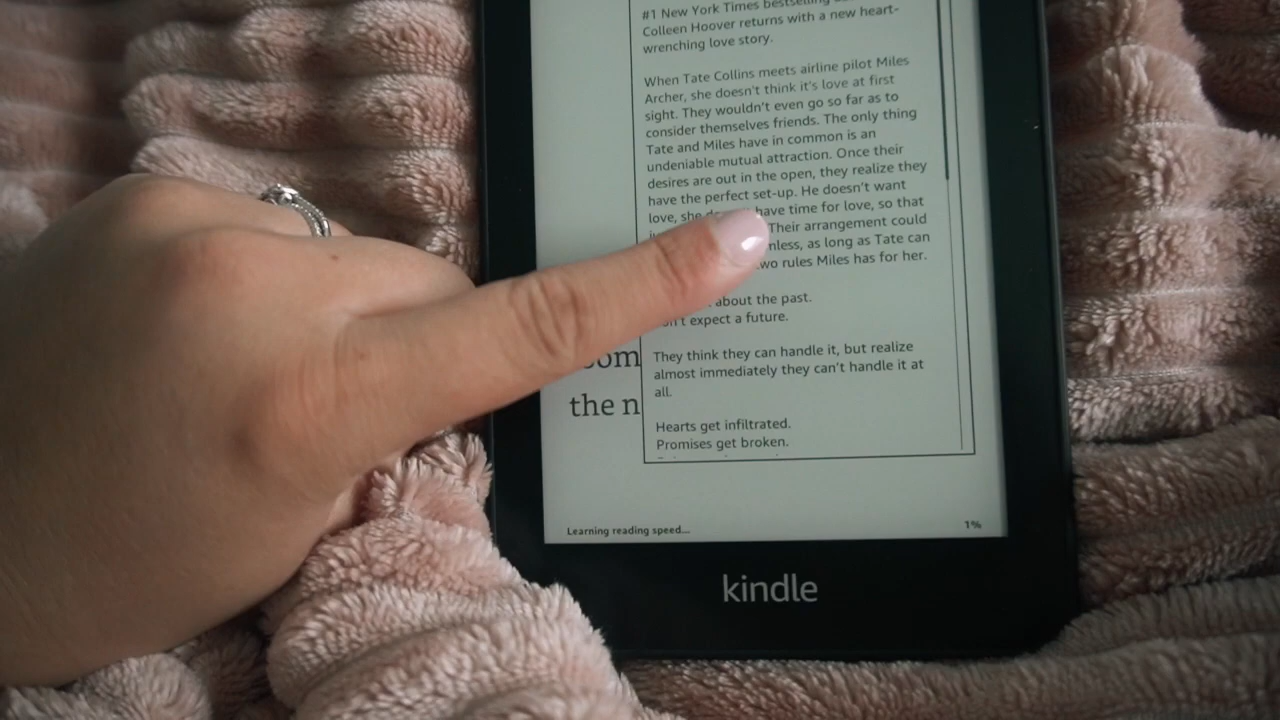 #1 New York Times bestselling
Colleen Hoover returns with a new heart-
wrenching love story.
When Tate Collins meets airline pilot Miles
Archer, she doesn't think it's love at first
sight. They wouldn't even go so far as to
consider themselves friends. The only thing
Tate and Miles have in common is an
undeniable mutual attraction. Once their
desires are out in the open, they realize they
have the perfect set-up. He doesn't want
love, she have time for love, so that
Their arrangement could
as long as Tate can
two rules Miles has for her.
about the past.
expect a future.
They think they can handle it, but realize
almost immediately they can't handle it at
all.
the n
Hearts get infiltrated.
Promises get broken.
Learning reading speed...
1%
kindle